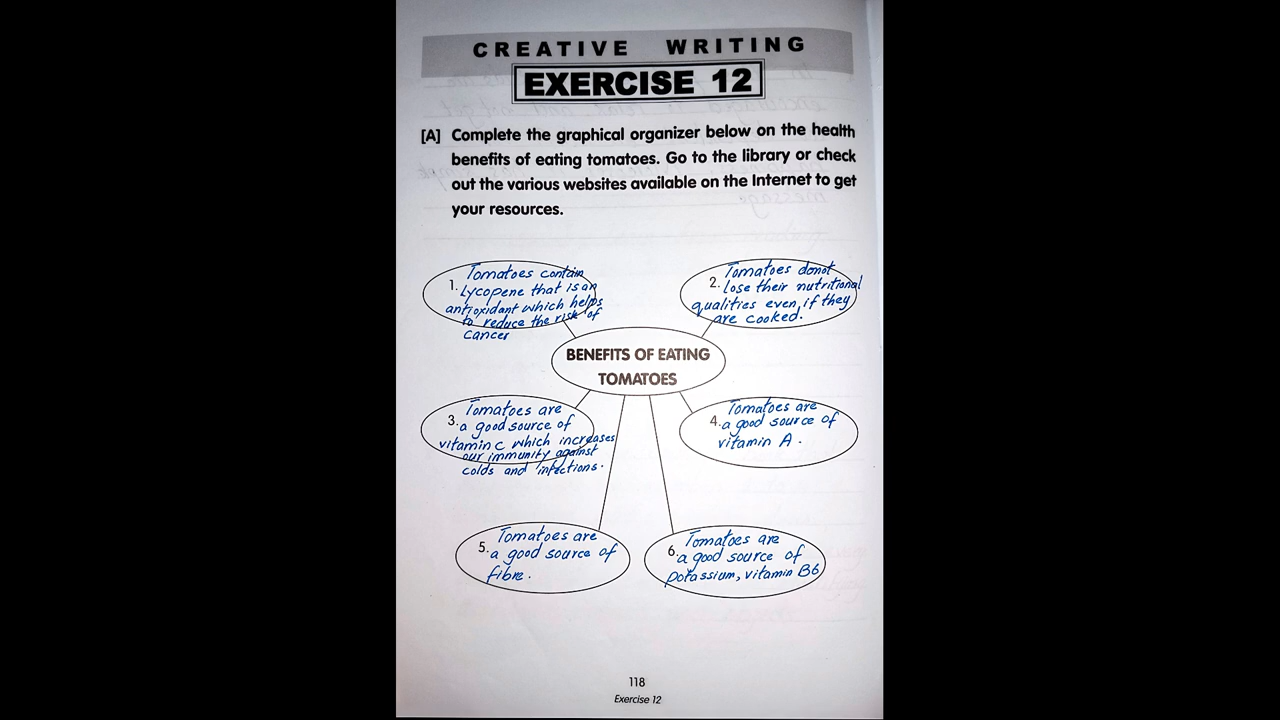 CREATIVE WRITING
EXERCISE 12
[A] Complete the graphical organizer below on the health
benefits of eating tomatoes. Go to the library or check
out the various websites available on the Internet to get
your resources.
1. Tomatoes contain
Lycopene that is an
antioxidant which helps
to reduce the risk of
cancer
2. Tomatoes donot
lose their nutritional
qualities even if they
are cooked.
BENEFITS OF EATING
TOMATOES
3. Tomatoes are
a good source of
vitamin c which increases
our immunity against
colds and infections.
4. Tomatoes are
a good source of
vitamin A.
5. Tomatoes are
a good source of
fibre.
6. Tomatoes are
a good source of
potassium, vitamin B6
118
Exercise 12